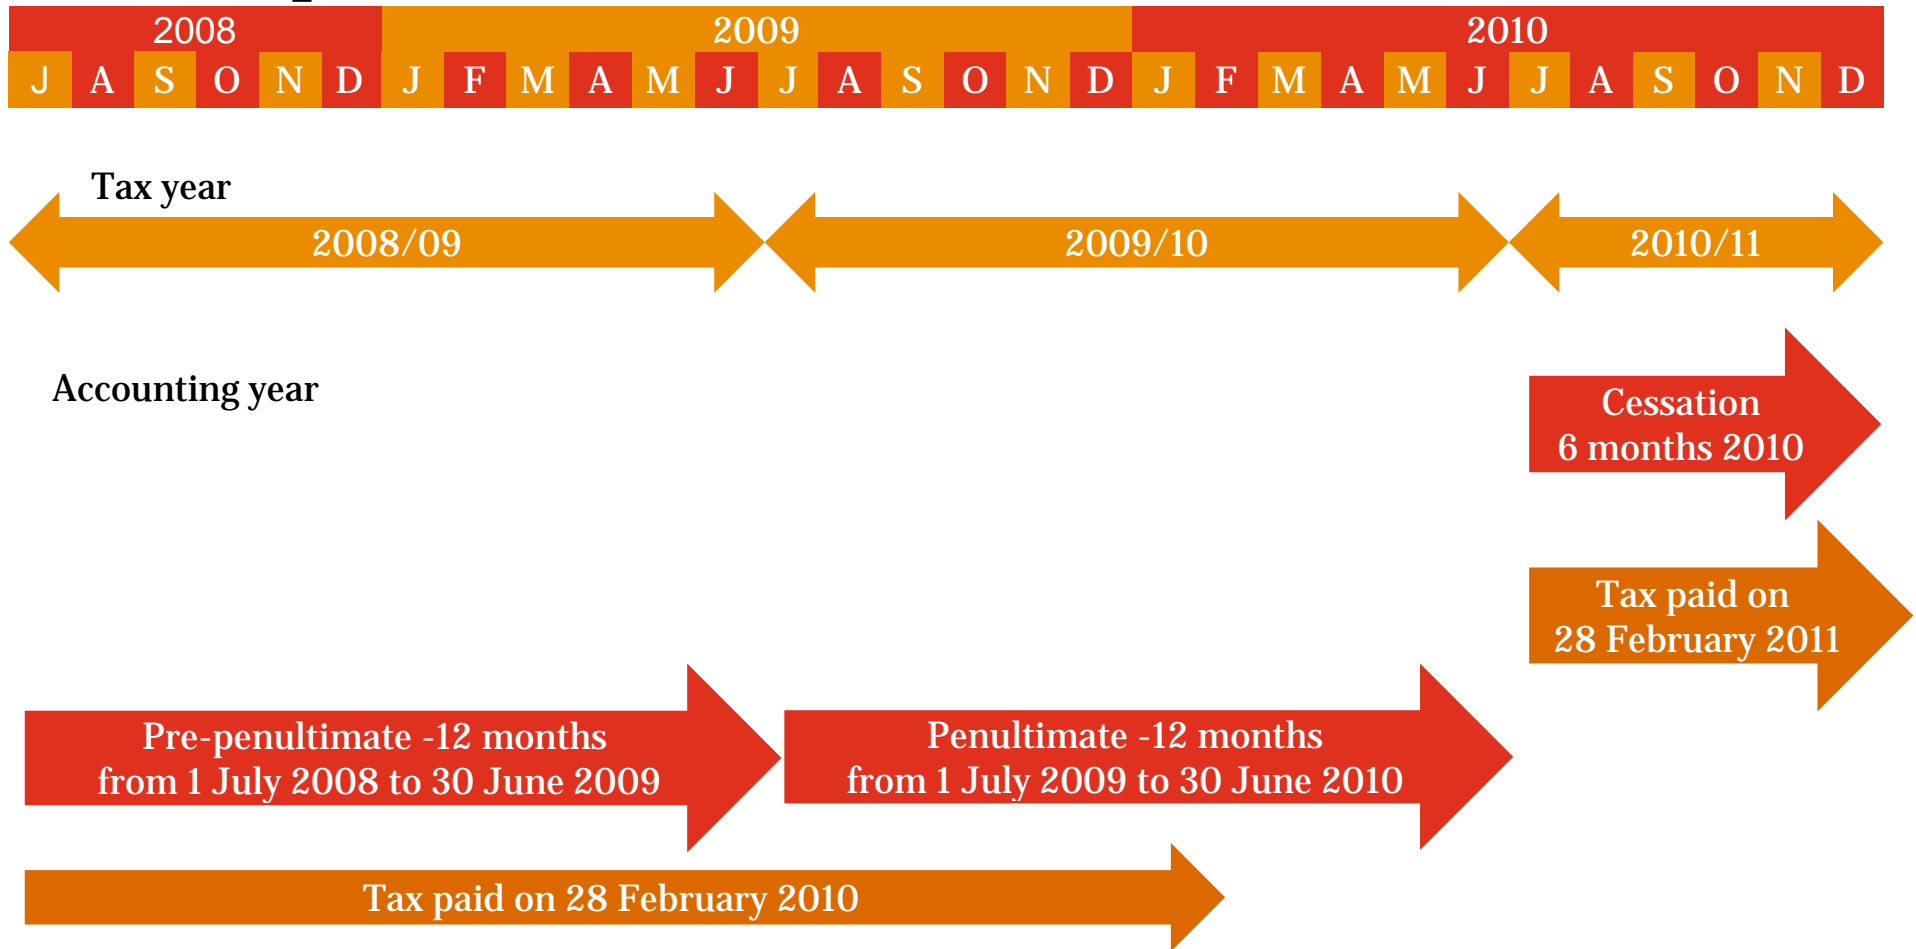 2008 2009 2010
J A S O N D J F M A M J J A S O N D J F M A M J J A S O N D
Tax year
2008/09 2009/10 2010/11
Accounting year
Cessation
6 months 2010
Tax paid on
28 February 2011
Pre-penultimate -12 months
from 1 July 2008 to 30 June 2009
Penultimate -12 months
from 1 July 2009 to 30 June 2010
Tax paid on 28 February 2010